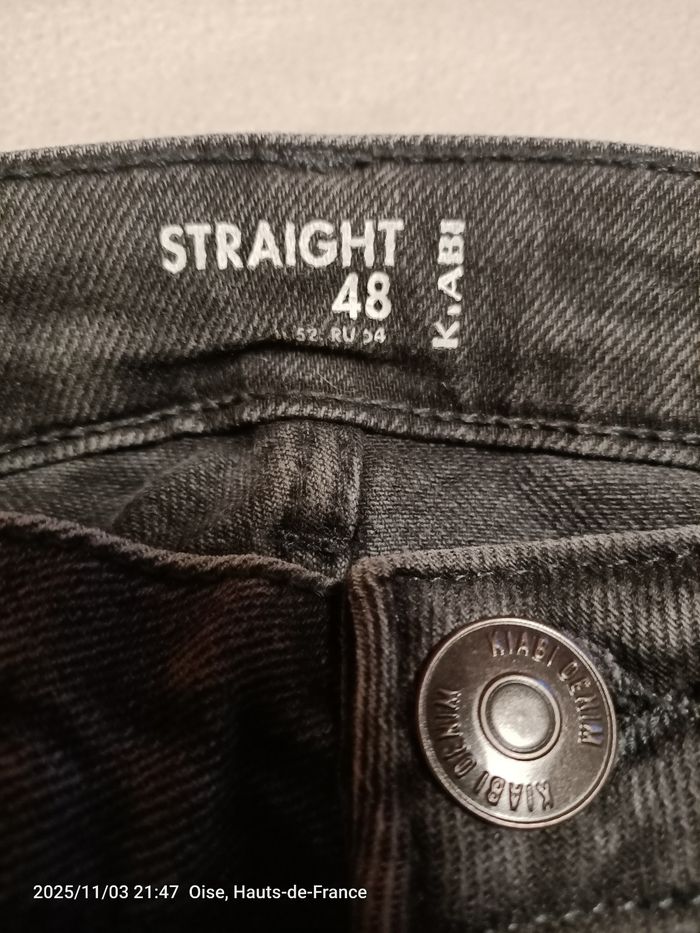 STRAIGHT
48
52. RU 54
KIABI
KIABI DENIM
KIABI DENIM
2025/11/03 21:47 Oise, Hauts-de-France